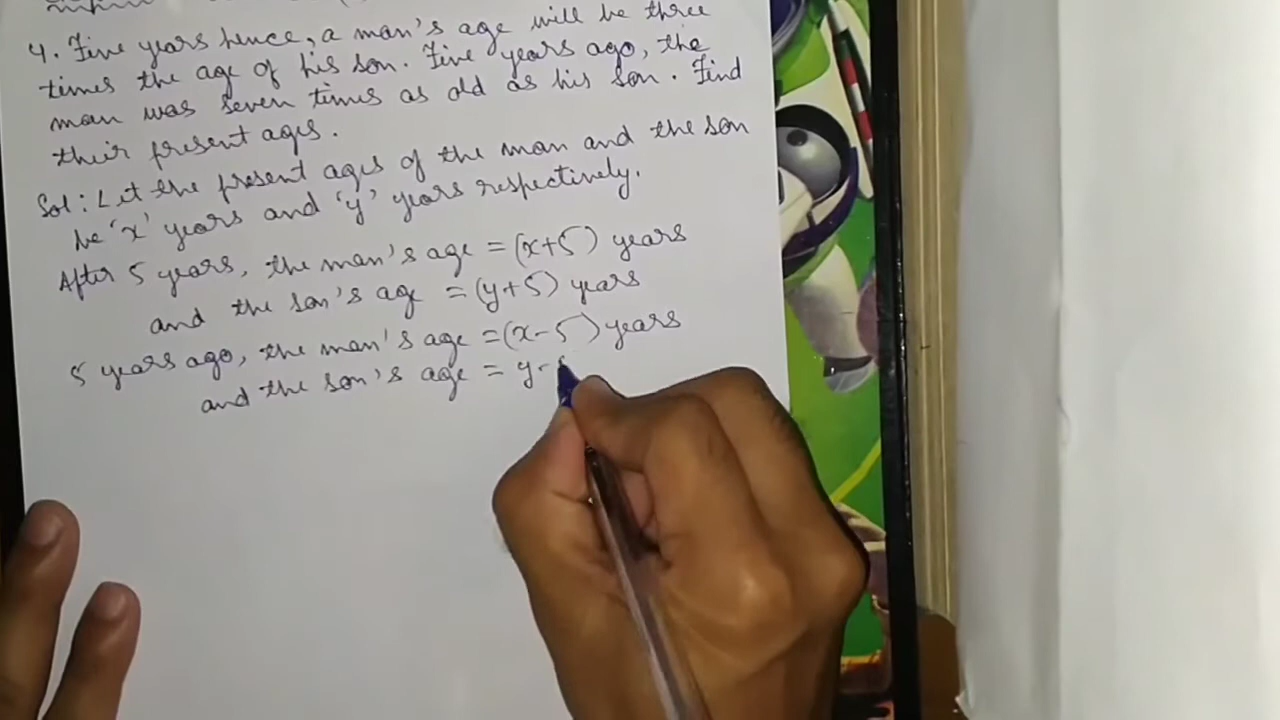 4. Five years hence, a man's age will be three
times the age of his son. Five years ago, the
man was seven times as old as his son. Find
their present ages.
Sol: Let the present ages of the man and the son
be 'x' years and 'y' years respectively.
After 5 years, the man's age = (x+5) years
and the son's age = (y+5) years
5 years ago, the man's age = (x-5) years
and the son's age = y-